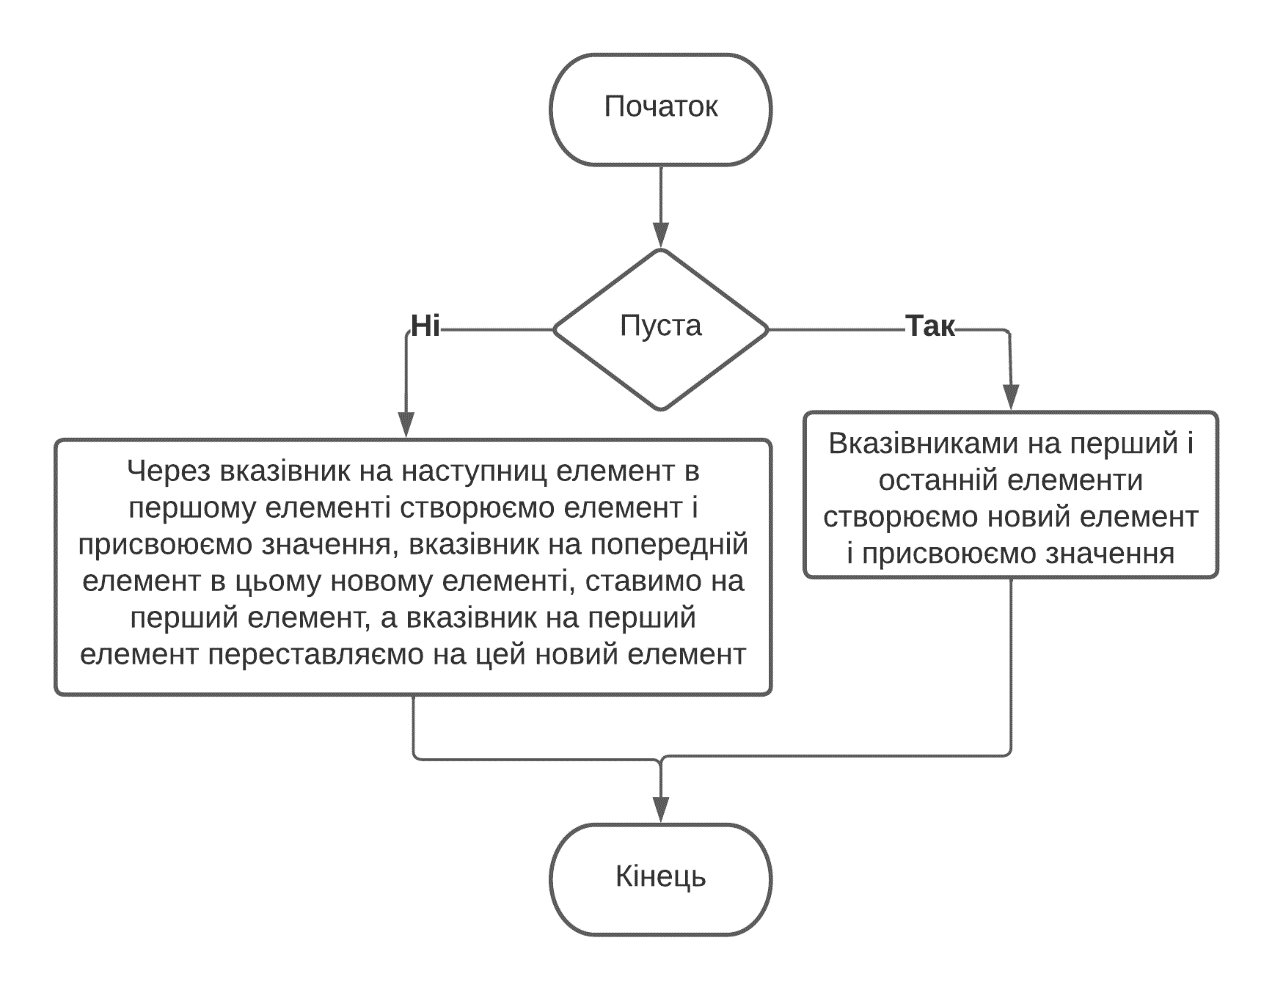 Початок
Пуста
Ні
Так
Через вказівник на наступниц елемент в
першому елементі створюємо елемент і
присвоюємо значення, вказівник на попередній
елемент в цьому новому елементі, ставимо на
перший елемент, а вказівник на перший
елемент переставляємо на цей новий елемент
Вказівниками на перший і
останній елементи
створюємо новий елемент
і присвоюємо значення
Кінець